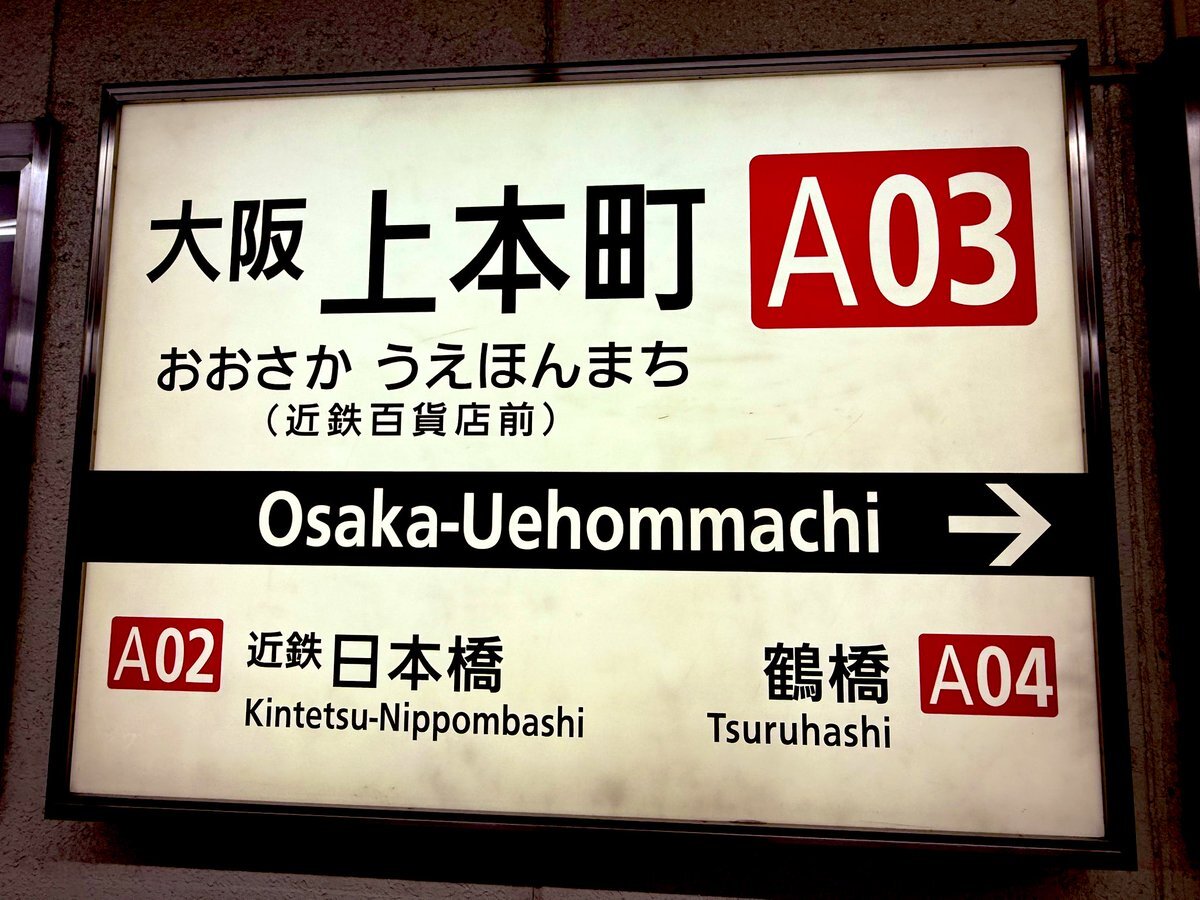 大阪 上本町 A03
おおさか うえほんまち
（近鉄百貨店前）
Osaka-Uehommachi →
A02 近鉄日本橋
Kintetsu-Nippombashi
鶴橋 A04
Tsuruhashi